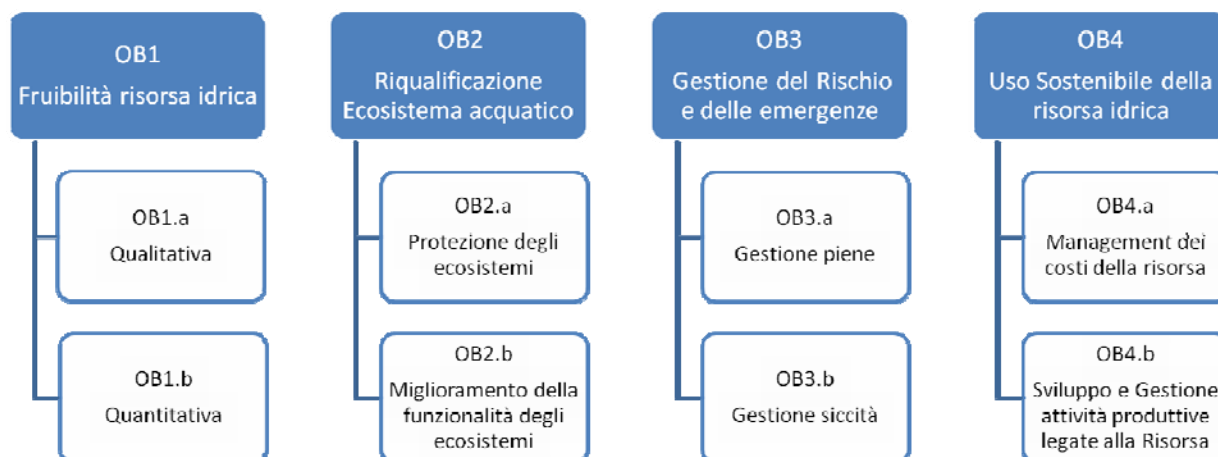 OB1
Fruibilità risorsa idrica
OB1.a
Qualitativa
OB1.b
Quantitativa
OB2
Riqualificazione
Ecosistema acquatico
OB2.a
Protezione degli
ecosistemi
OB2.b
Miglioramento della
funzionalità degli
ecosistemi
OB3
Gestione del Rischio
e delle emergenze
OB3.a
Gestione piene
OB3.b
Gestione siccità
OB4
Uso Sostenibile della
risorsa idrica
OB4.a
Management dei
costi della risorsa
OB4.b
Sviluppo e Gestione
attività produttive
legate alla Risorsa